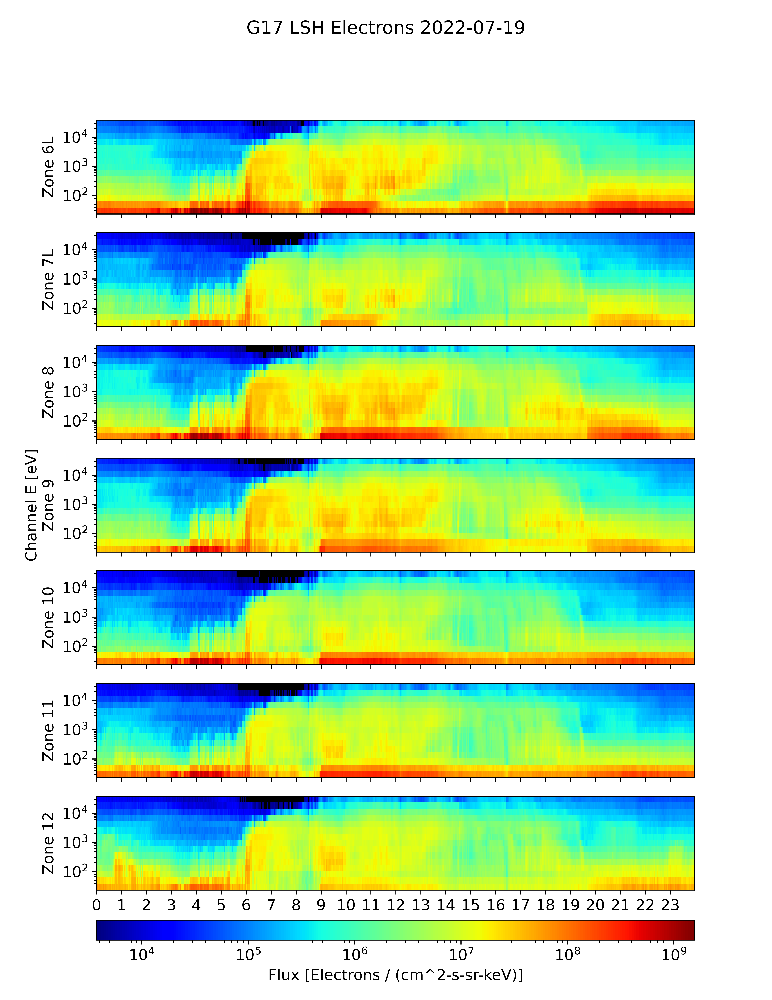 G17 LSH Electrons 2022-07-19
Channel E [eV]
Zone 6L
10^4
10^3
10^2
Zone 7L
10^4
10^3
10^2
Zone 8
10^4
10^3
10^2
Zone 9
10^4
10^3
10^2
Zone 10
10^4
10^3
10^2
Zone 11
10^4
10^3
10^2
Zone 12
10^4
10^3
10^2
0 1 2 3 4 5 6 7 8 9 10 11 12 13 14 15 16 17 18 19 20 21 22 23
10^4 10^5 10^6 10^7 10^8 10^9
Flux [Electrons / (cm^2-s-sr-keV)]